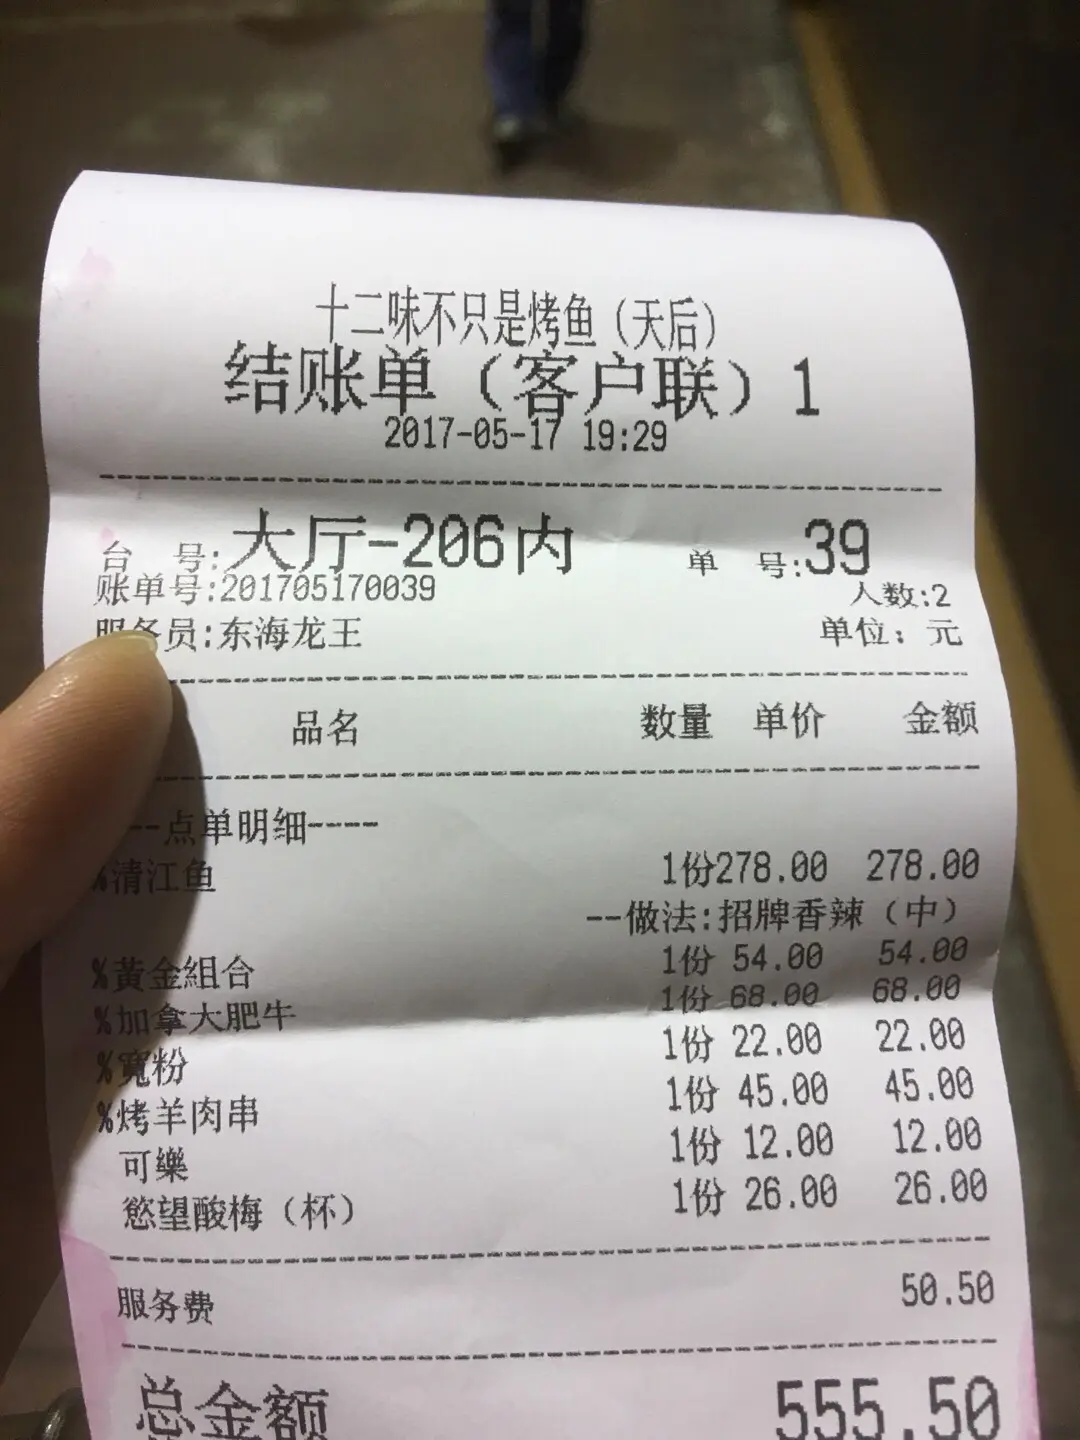 十二味不只是烤鱼（天后）
结账单（客户联）1
2017-05-17 19:29
台 号:大厅-206内 单 号:39
账单号:201705170039 人数:2
服务员:东海龙王 单位：元
品名 数量 单价 金额
--点单明细----
%清江鱼 1份278.00 278.00
--做法:招牌香辣（中）
%黄金組合 1份 54.00 54.00
%加拿大肥牛 1份 68.00 68.00
%寬粉 1份 22.00 22.00
%烤羊肉串 1份 45.00 45.00
可樂 1份 12.00 12.00
慾望酸梅（杯） 1份 26.00 26.00
服务费 50.50
总金额 555.50